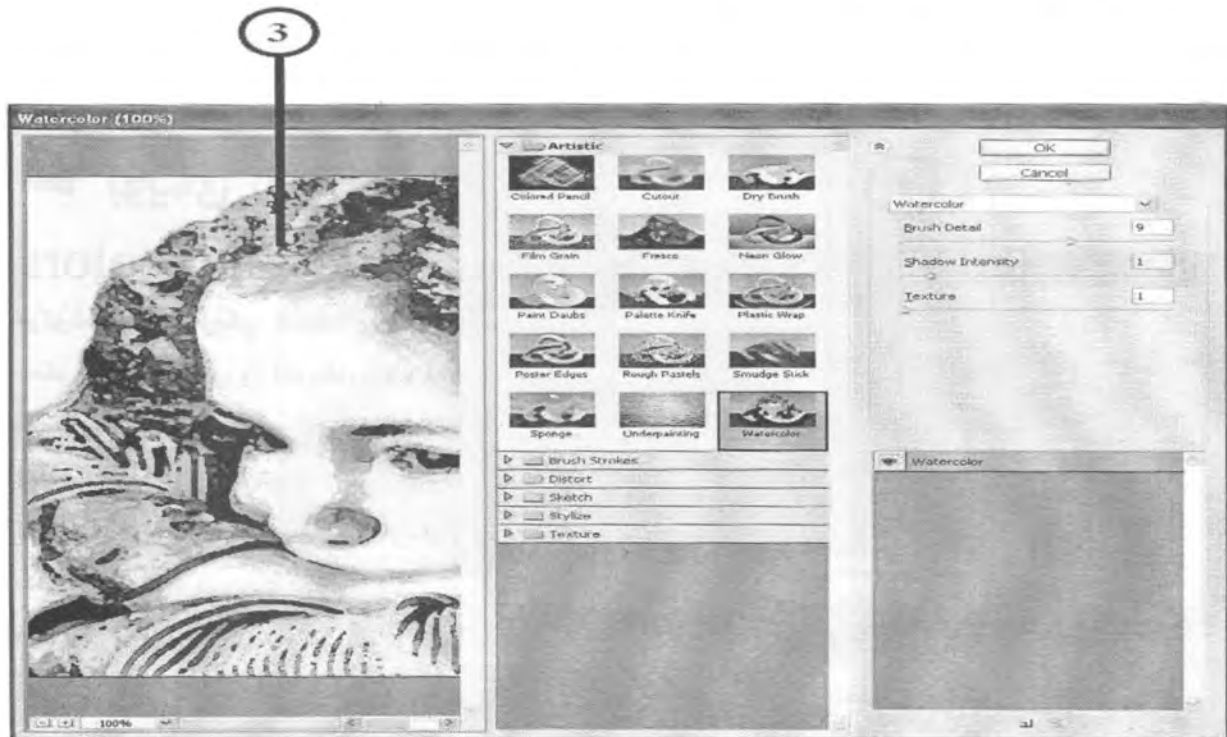 3
Watercolor (100%)
Artistic
Colored Pencil Cutout Dry Brush
Film Grain Fresco Neon Glow
Paint Daubs Palette Knife Plastic Wrap
Poster Edges Rough Pastels Smudge Stick
Sponge Underpainting Watercolor
Brush Strokes
Distort
Sketch
Stylize
Texture
100%
OK
Cancel
Watercolor
Brush Detail 9
Shadow Intensity 1
Texture 1
Watercolor